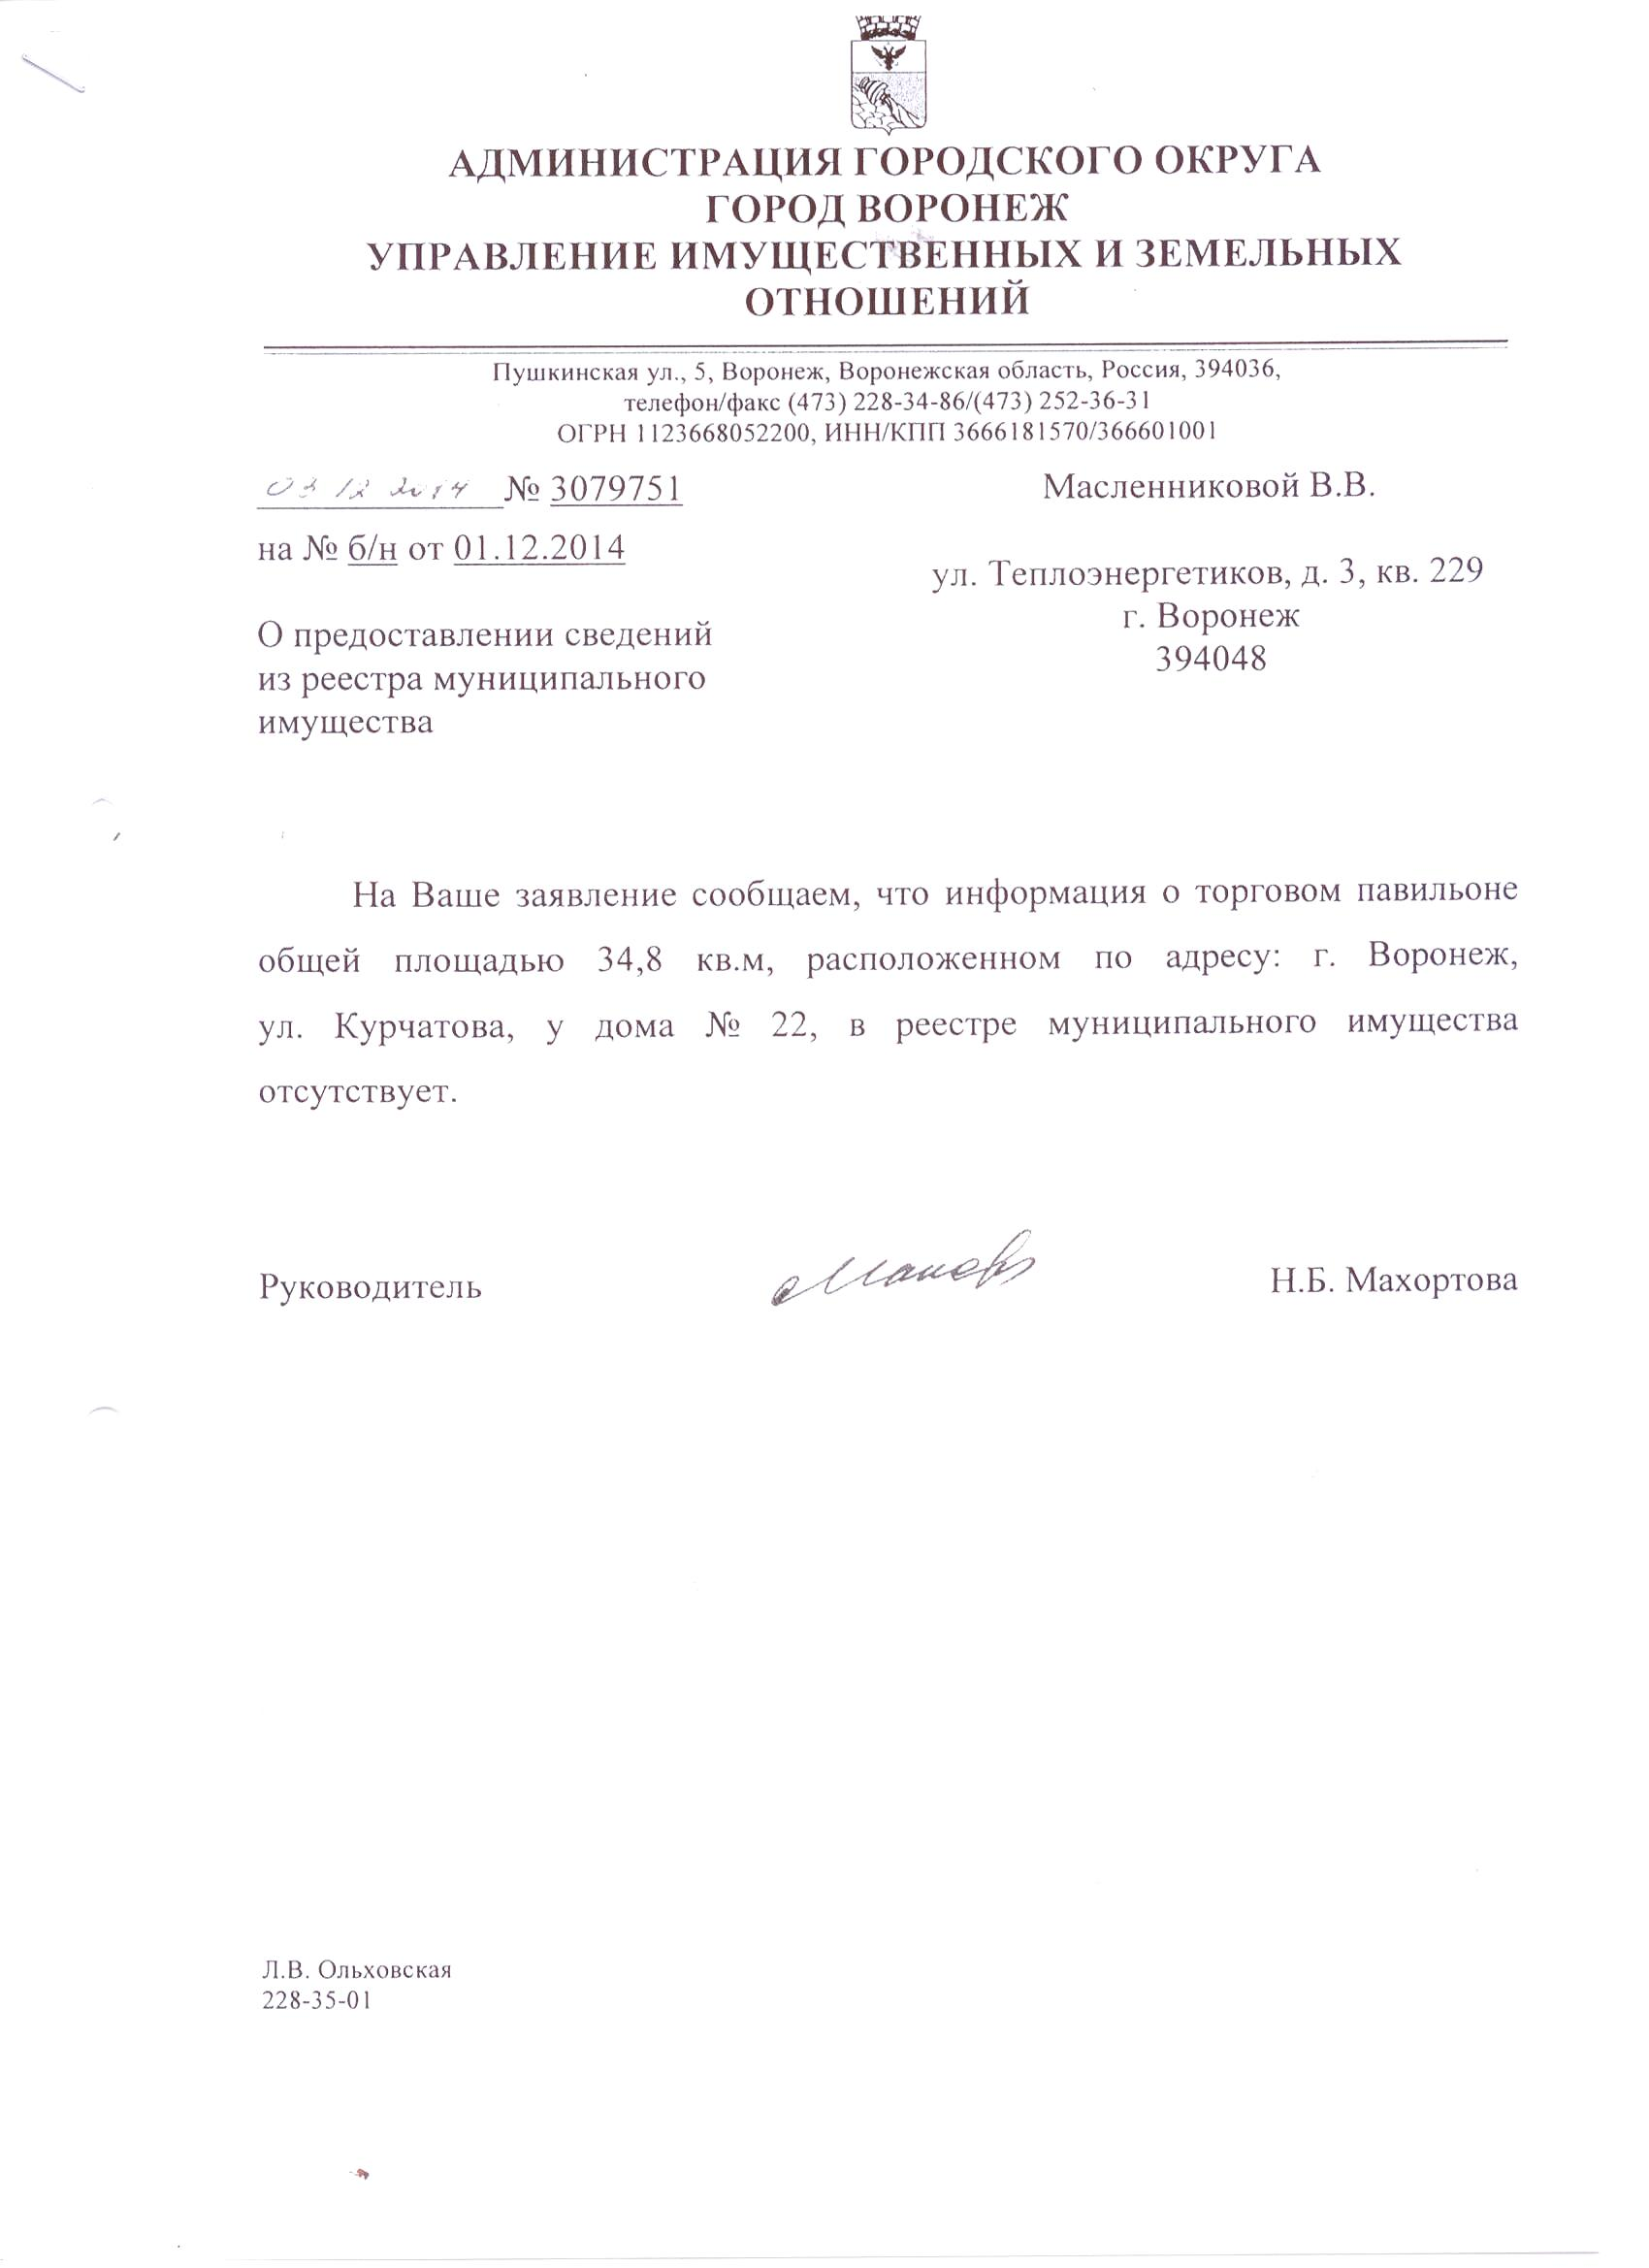 АДМИНИСТРАЦИЯ ГОРОДСКОГО ОКРУГА
ГОРОД ВОРОНЕЖ
УПРАВЛЕНИЕ ИМУЩЕСТВЕННЫХ И ЗЕМЕЛЬНЫХ
ОТНОШЕНИЙ
Пушкинская ул., 5, Воронеж, Воронежская область, Россия, 394036,
телефон/факс (473) 228-34-86/(473) 252-36-31
ОГРН 1123668052200, ИНН/КПП 3666181570/366601001
03 12 2014 № 3079751
на № б/н от 01.12.2014
О предоставлении сведений
из реестра муниципального
имущества
Масленниковой В.В.
ул. Теплоэнергетиков, д. 3, кв. 229
г. Воронеж
394048
На Ваше заявление сообщаем, что информация о торговом павильоне
общей площадью 34,8 кв.м, расположенном по адресу: г. Воронеж,
ул. Курчатова, у дома № 22, в реестре муниципального имущества
отсутствует.
Руководитель Н.Б. Махортова
Л.В. Ольховская
228-35-01